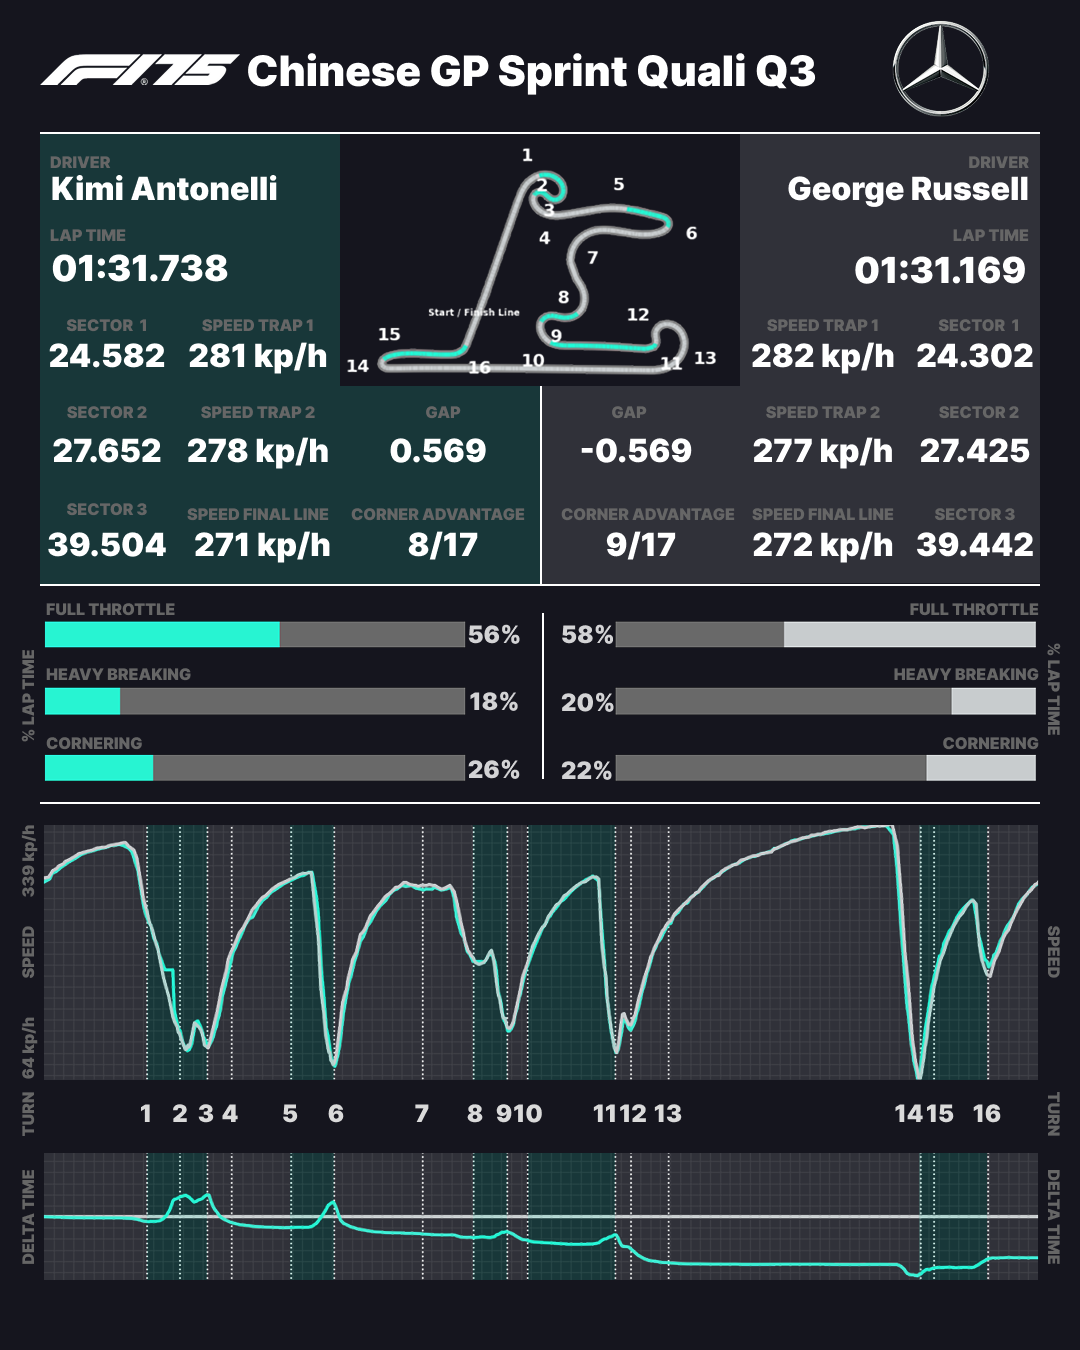 F1.75 Chinese GP Sprint Quali Q3
DRIVER
Kimi Antonelli
LAP TIME
01:31.738
SECTOR 1 SPEED TRAP 1
24.582 281 kp/h
SECTOR 2 SPEED TRAP 2 GAP
27.652 278 kp/h 0.569
SECTOR 3 SPEED FINAL LINE CORNER ADVANTAGE
39.504 271 kp/h 8/17
1
2
3
4
5
6
7
8
9
10
11
12
13
14
15
16
Start / Finish Line
DRIVER
George Russell
LAP TIME
01:31.169
SPEED TRAP 1 SECTOR 1
282 kp/h 24.302
GAP SPEED TRAP 2 SECTOR 2
-0.569 277 kp/h 27.425
CORNER ADVANTAGE SPEED FINAL LINE SECTOR 3
9/17 272 kp/h 39.442
% LAP TIME
FULL THROTTLE
56%
HEAVY BREAKING
18%
CORNERING
26%
FULL THROTTLE
58%
HEAVY BREAKING
20%
CORNERING
22%
% LAP TIME
339 kp/h
SPEED
64 kp/h
SPEED
TURN 1 2 3 4 5 6 7 8 9 10 11 12 13 14 15 16 TURN
DELTA TIME
DELTA TIME